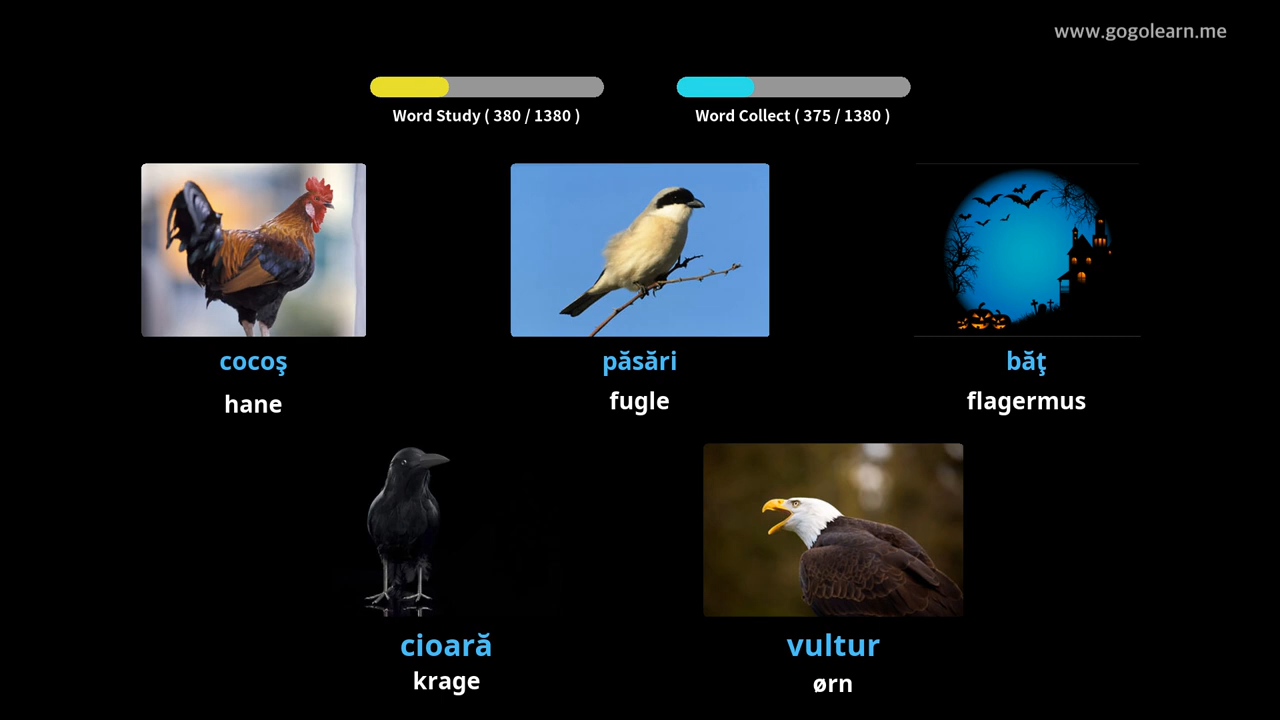 www.gogolearn.me
Word Study ( 380 / 1380 )
Word Collect ( 375 / 1380 )
cocoş
păsări
băţ
hane
fugle
flagermus
cioară
vultur
krage
ørn